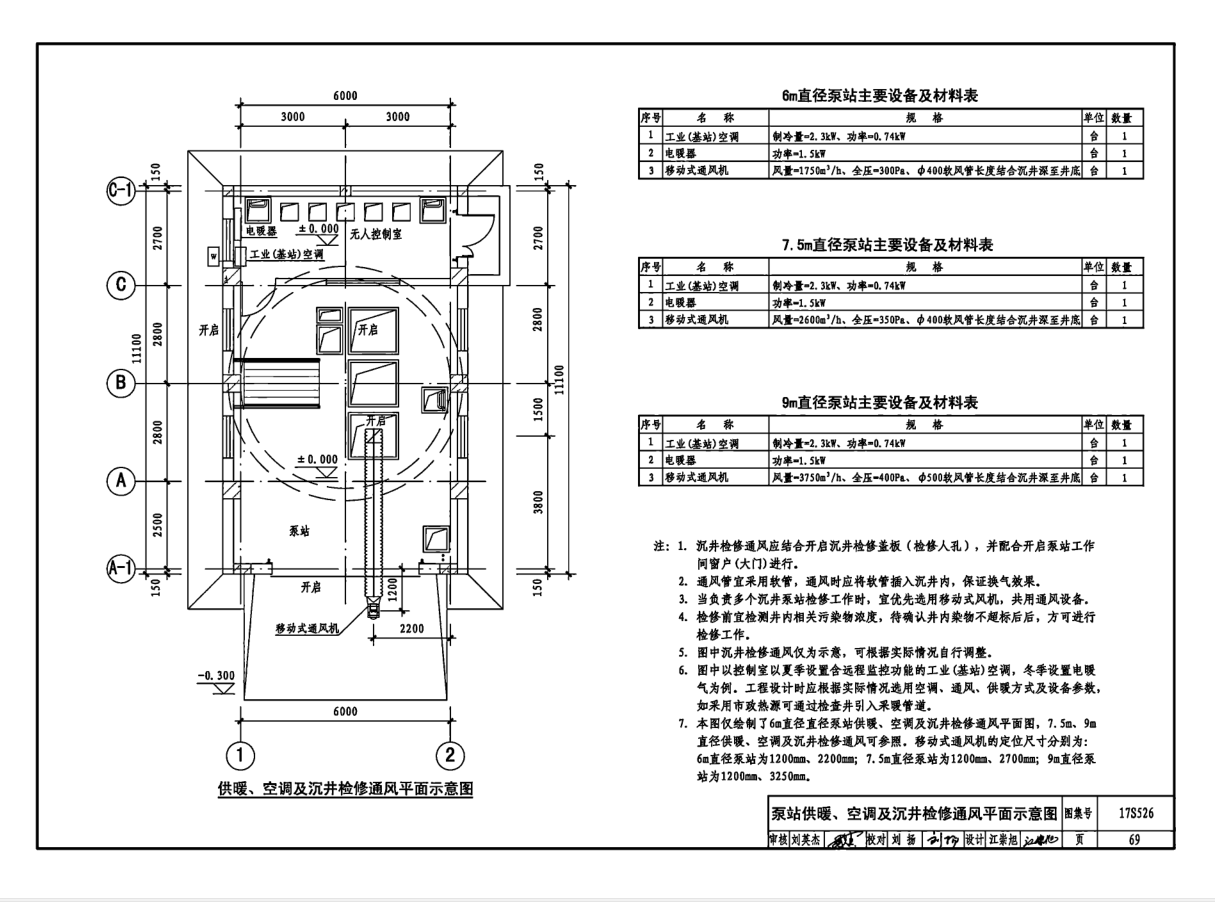 6000
3000 3000
150 150
C-1
2700 2700
电暖器 ±0.000 无人控制室
W 工业(基站)空调
C
开启
2800 2800
11100 11100
B
1500
开启
2800
±0.000
A
3800
2500
泵站
A-1
开启
150 1200 150
移动式通风机
2200
-0.300
6000
1 2
供暖、空调及沉井检修通风平面示意图
6m直径泵站主要设备及材料表
序号 名 称 规 格 单位 数量
1 工业(基站)空调 制冷量=2.3kW、功率=0.74kW 台 1
2 电暖器 功率=1.5kW 台 1
3 移动式通风机 风量=1750m³/h、全压=300Pa、φ400软风管长度结合沉井深至井底 台 1
7.5m直径泵站主要设备及材料表
序号 名 称 规 格 单位 数量
1 工业(基站)空调 制冷量=2.3kW、功率=0.74kW 台 1
2 电暖器 功率=1.5kW 台 1
3 移动式通风机 风量=2600m³/h、全压=350Pa、φ400软风管长度结合沉井深至井底 台 1
9m直径泵站主要设备及材料表
序号 名 称 规 格 单位 数量
1 工业(基站)空调 制冷量=2.3kW、功率=0.74kW 台 1
2 电暖器 功率=1.5kW 台 1
3 移动式通风机 风量=3750m³/h、全压=400Pa、φ500软风管长度结合沉井深至井底 台 1
注: 1. 沉井检修通风应结合开启沉井检修盖板(检修人孔),并配合开启泵站工作
间窗户(大门)进行。
2. 通风管宜采用软管,通风时应将软管插入沉井内,保证换气效果。
3. 当负责多个沉井泵站检修工作时,宜优先选用移动式风机,共用通风设备。
4. 检修前宜检测井内相关污染物浓度,待确认井内染物不超标后后,方可进行
检修工作。
5. 图中沉井检修通风仅为示意,可根据实际情况自行调整。
6. 图中以控制室以夏季设置含远程监控功能的工业(基站)空调,冬季设置电暖
气为例。工程设计时应根据实际情况选用空调、通风、供暖方式及设备参数,
如采用市政热源可通过检查井引入采暖管道。
7. 本图仅绘制了6m直径直径泵站供暖、空调及沉井检修通风平面图,7.5m、9m
直径供暖、空调及沉井检修通风可参照。移动式通风机的定位尺寸分别为:
6m直径泵站为1200mm、2200mm; 7.5m直径泵站为1200mm、2700mm; 9m直径泵
站为1200mm、3250mm。
泵站供暖、空调及沉井检修通风平面示意图 图集号 17S526
审核 刘英杰 校对 刘 扬 设计 江崇旭 页 69